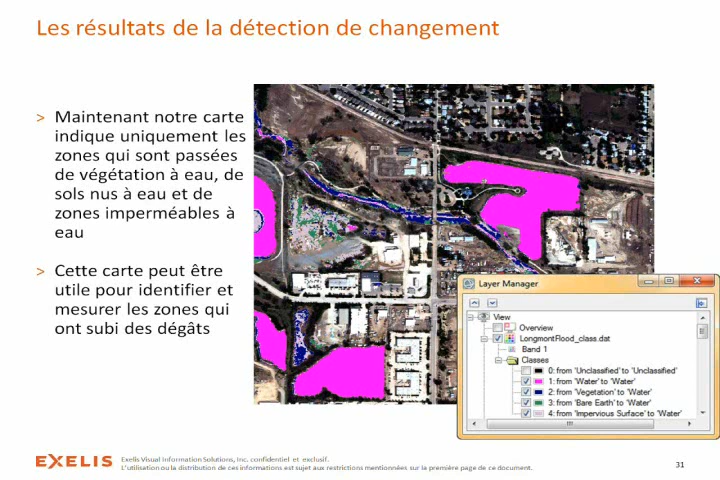 Les résultats de la détection de changement
> Maintenant notre carte
indique uniquement les
zones qui sont passées
de végétation à eau, de
sols nus à eau et de
zones imperméables à
eau
> Cette carte peut être
utile pour identifier et
mesurer les zones qui
ont subi des dégâts
Layer Manager
View
Overview
LongmontFlood_class.dat
Band 1
Classes
0: from 'Unclassified' to 'Unclassified'
1: from 'Water' to 'Water'
2: from 'Vegetation' to 'Water'
3: from 'Bare Earth' to 'Water'
4: from 'Impervious Surface' to 'Water'
EXELIS
Exelis Visual Information Solutions, Inc. confidentiel et exclusif.
L'utilisation ou la distribution de ces informations est sujet aux restrictions mentionnées sur la première page de ce document.
31